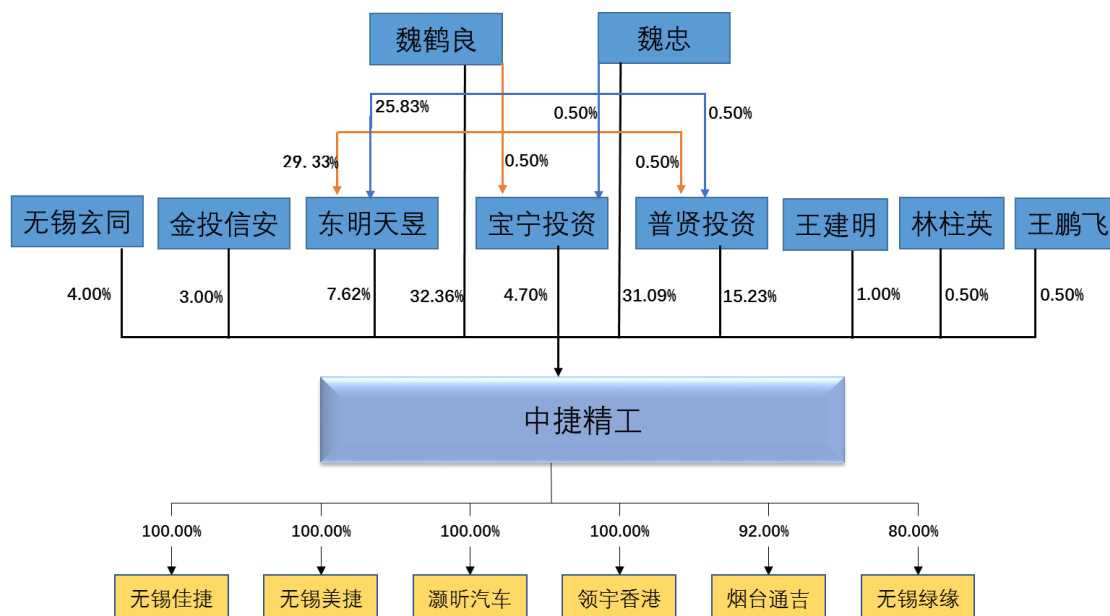 魏鹤良
魏忠
25.83%
0.50%
0.50%
29.33%
0.50%
0.50%
无锡玄同
金投信安
东明天昱
宝宁投资
普贤投资
王建明
林柱英
王鹏飞
4.00%
3.00%
7.62%
32.36%
4.70%
31.09%
15.23%
1.00%
0.50%
0.50%
中捷精工
100.00%
100.00%
100.00%
100.00%
92.00%
80.00%
无锡佳捷
无锡美捷
灏昕汽车
领宇香港
烟台通吉
无锡绿缘